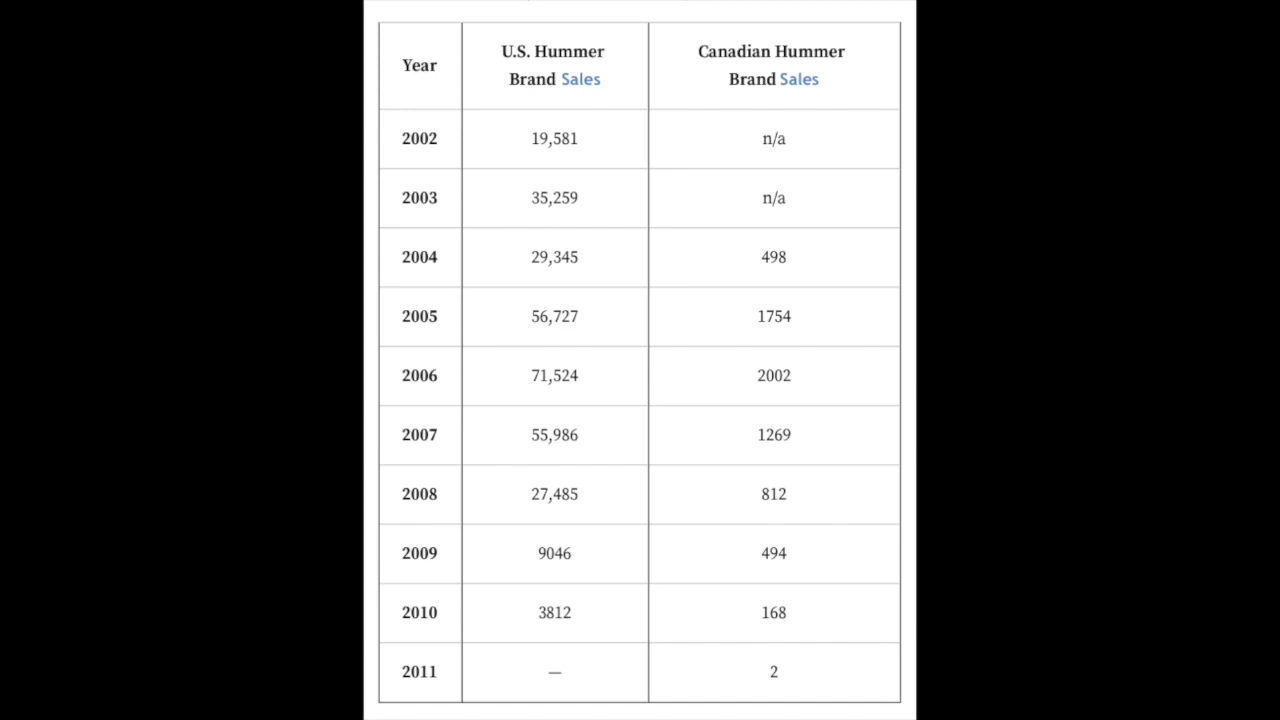 Year U.S. Hummer Brand Sales Canadian Hummer Brand Sales
2002 19,581 n/a
2003 35,259 n/a
2004 29,345 498
2005 56,727 1754
2006 71,524 2002
2007 55,986 1269
2008 27,485 812
2009 9046 494
2010 3812 168
2011 — 2